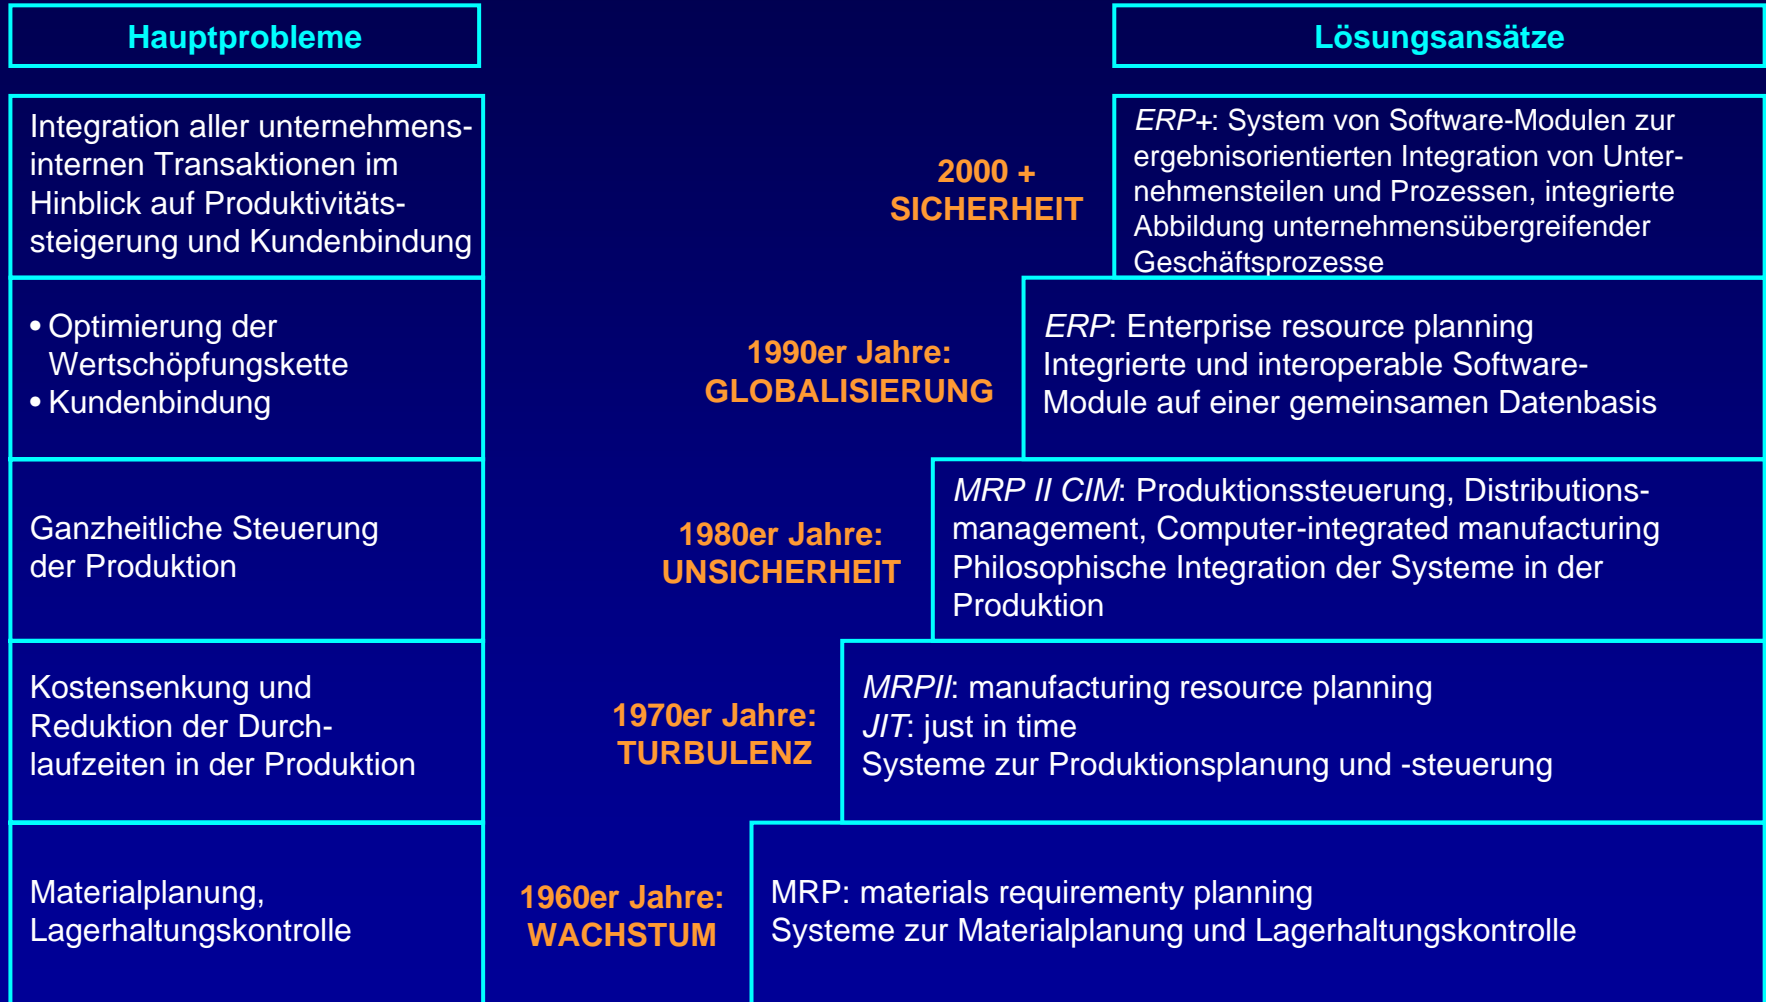 Hauptprobleme
Lösungsansätze
Integration aller unternehmens-
internen Transaktionen im
Hinblick auf Produktivitäts-
steigerung und Kundenbindung
2000 +
SICHERHEIT
ERP+: System von Software-Modulen zur
ergebnisorientierten Integration von Unter-
nehmensteilen und Prozessen, integrierte
Abbildung unternehmensübergreifender
Geschäftsprozesse
• Optimierung der
Wertschöpfungskette
• Kundenbindung
1990er Jahre:
GLOBALISIERUNG
ERP: Enterprise resource planning
Integrierte und interoperable Software-
Module auf einer gemeinsamen Datenbasis
Ganzheitliche Steuerung
der Produktion
1980er Jahre:
UNSICHERHEIT
MRP II CIM: Produktionssteuerung, Distributions-
management, Computer-integrated manufacturing
Philosophische Integration der Systeme in der
Produktion
Kostensenkung und
Reduktion der Durch-
laufzeiten in der Produktion
1970er Jahre:
TURBULENZ
MRPII: manufacturing resource planning
JIT: just in time
Systeme zur Produktionsplanung und -steuerung
Materialplanung,
Lagerhaltungskontrolle
1960er Jahre:
WACHSTUM
MRP: materials requirementy planning
Systeme zur Materialplanung und Lagerhaltungskontrolle